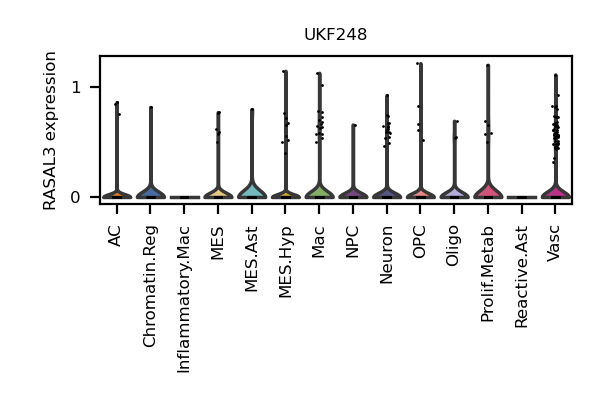 UKF248
RASAL3 expression
1
0
AC
Chromatin.Reg
Inflammatory.Mac
MES
MES.Ast
MES.Hyp
Mac
NPC
Neuron
OPC
Oligo
Prolif.Metab
Reactive.Ast
Vasc